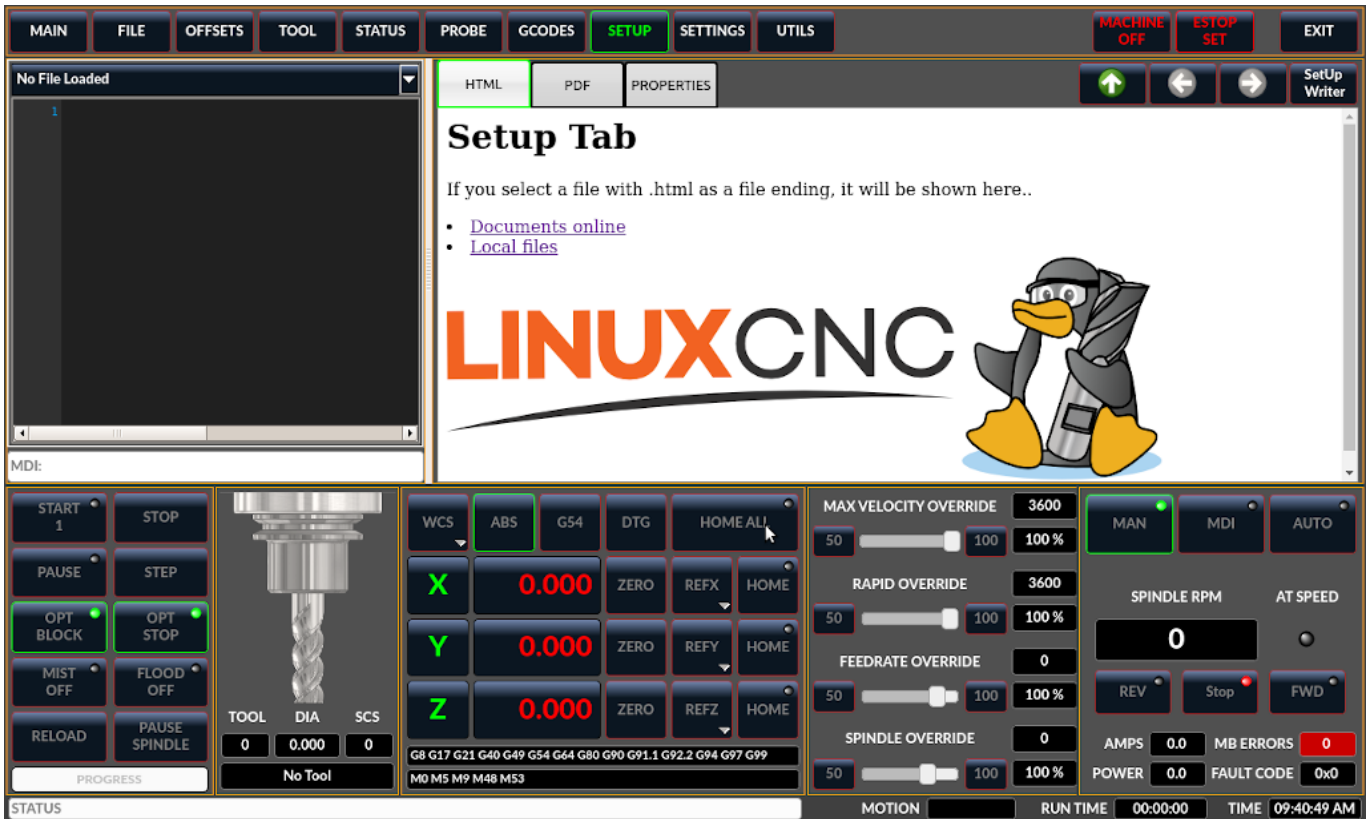 MAIN FILE OFFSETS TOOL STATUS PROBE GCODES SETUP SETTINGS UTILS MACHINE OFF ESTOP SET EXIT
No File Loaded
1
MDI:
HTML PDF PROPERTIES SetUp Writer
Setup Tab
If you select a file with .html as a file ending, it will be shown here..
• Documents online
• Local files
LINUXCNC
START 1 STOP
PAUSE STEP
OPT BLOCK OPT STOP
MIST OFF FLOOD OFF
RELOAD PAUSE SPINDLE
PROGRESS
TOOL DIA SCS
0 0.000 0
No Tool
WCS ABS G54 DTG HOME ALL
X 0.000 ZERO REFX HOME
Y 0.000 ZERO REFY HOME
Z 0.000 ZERO REFZ HOME
G8 G17 G21 G40 G49 G54 G64 G80 G90 G91.1 G92.2 G94 G97 G99
M0 M5 M9 M48 M53
MAX VELOCITY OVERRIDE 3600
50 100 100 %
RAPID OVERRIDE 3600
50 100 100 %
FEEDRATE OVERRIDE 0
50 100 100 %
SPINDLE OVERRIDE 0
50 100 100 %
MAN MDI AUTO
SPINDLE RPM AT SPEED
0
REV Stop FWD
AMPS 0.0 MB ERRORS 0
POWER 0.0 FAULT CODE 0x0
STATUS MOTION RUN TIME 00:00:00 TIME 09:40:49 AM